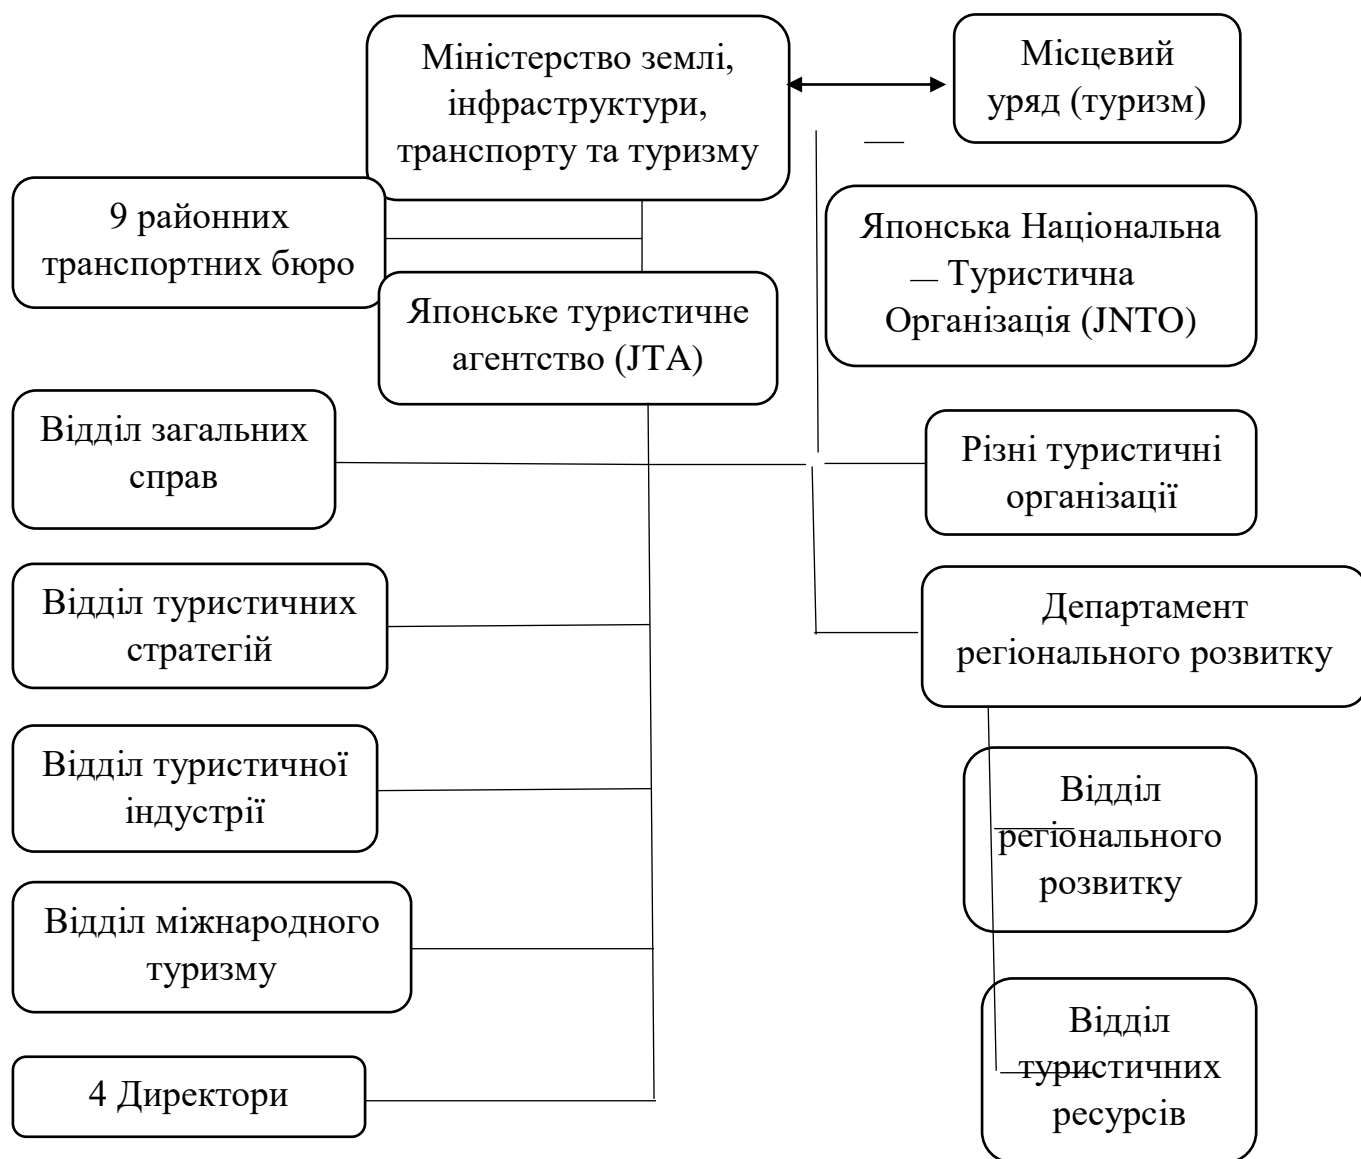 Міністерство землі,
інфраструктури,
транспорту та туризму
Місцевий
уряд (туризм)
9 районних
транспортних бюро
Японська Національна
Туристична
Організація (JNTO)
Японське туристичне
агентство (JTA)
Відділ загальних
справ
Різні туристичні
організації
Відділ туристичних
стратегій
Департамент
регіонального розвитку
Відділ туристичної
індустрії
Відділ
регіонального
розвитку
Відділ міжнародного
туризму
Відділ
туристичних
ресурсів
4 Директори